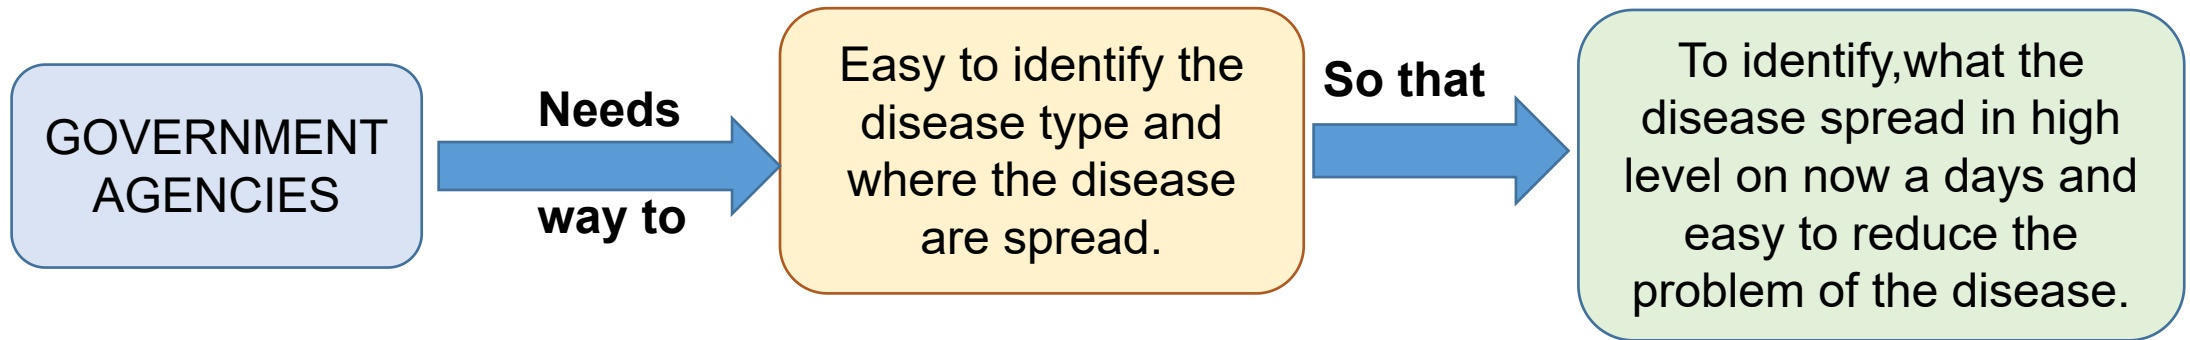 GOVERNMENT
AGENCIES
Needs
way to
Easy to identify the
disease type and
where the disease
are spread.
So that
To identify,what the
disease spread in high
level on now a days and
easy to reduce the
problem of the disease.